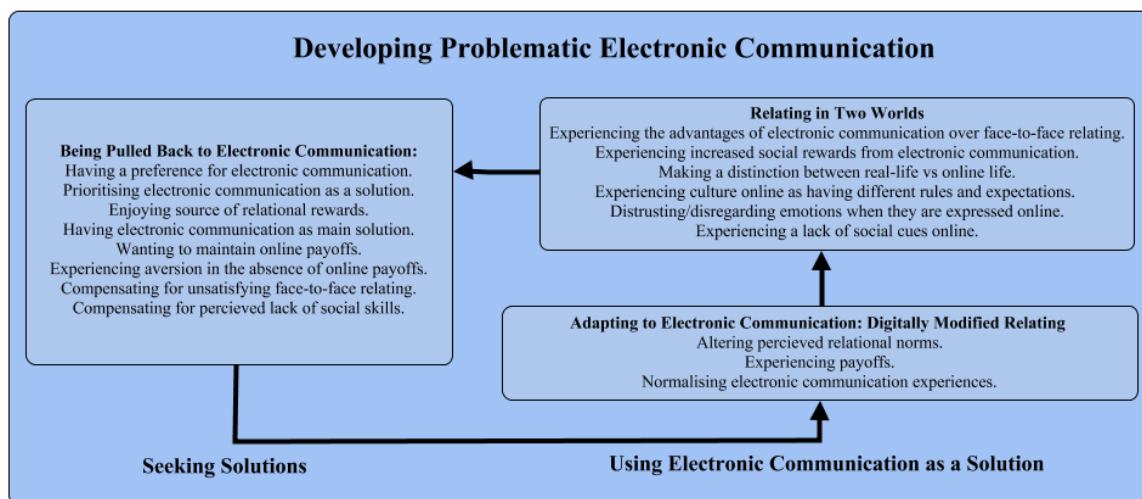 Developing Problematic Electronic Communication
Being Pulled Back to Electronic Communication:
Having a preference for electronic communication.
Prioritising electronic communication as a solution.
Enjoying source of relational rewards.
Having electronic communication as main solution.
Wanting to maintain online payoffs.
Experiencing aversion in the absence of online payoffs.
Compensating for unsatisfying face-to-face relating.
Compensating for percieved lack of social skills.
Relating in Two Worlds
Experiencing the advantages of electronic communication over face-to-face relating.
Experiencing increased social rewards from electronic communication.
Making a distinction between real-life vs online life.
Experiencing culture online as having different rules and expectations.
Distrusting/disregarding emotions when they are expressed online.
Experiencing a lack of social cues online.
Adapting to Electronic Communication: Digitally Modified Relating
Altering percieved relational norms.
Experiencing payoffs.
Normalising electronic communication experiences.
Seeking Solutions
Using Electronic Communication as a Solution